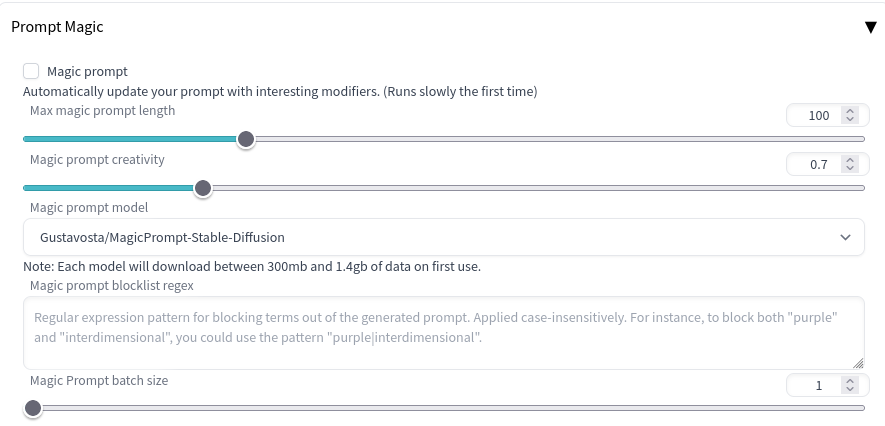 Prompt Magic ▼
Magic prompt
Automatically update your prompt with interesting modifiers. (Runs slowly the first time)
Max magic prompt length
100
Magic prompt creativity
0.7
Magic prompt model
Gustavosta/MagicPrompt-Stable-Diffusion
Note: Each model will download between 300mb and 1.4gb of data on first use.
Magic prompt blocklist regex
Regular expression pattern for blocking terms out of the generated prompt. Applied case-insensitively. For instance, to block both "purple"
and "interdimensional", you could use the pattern "purple|interdimensional".
Magic Prompt batch size
1